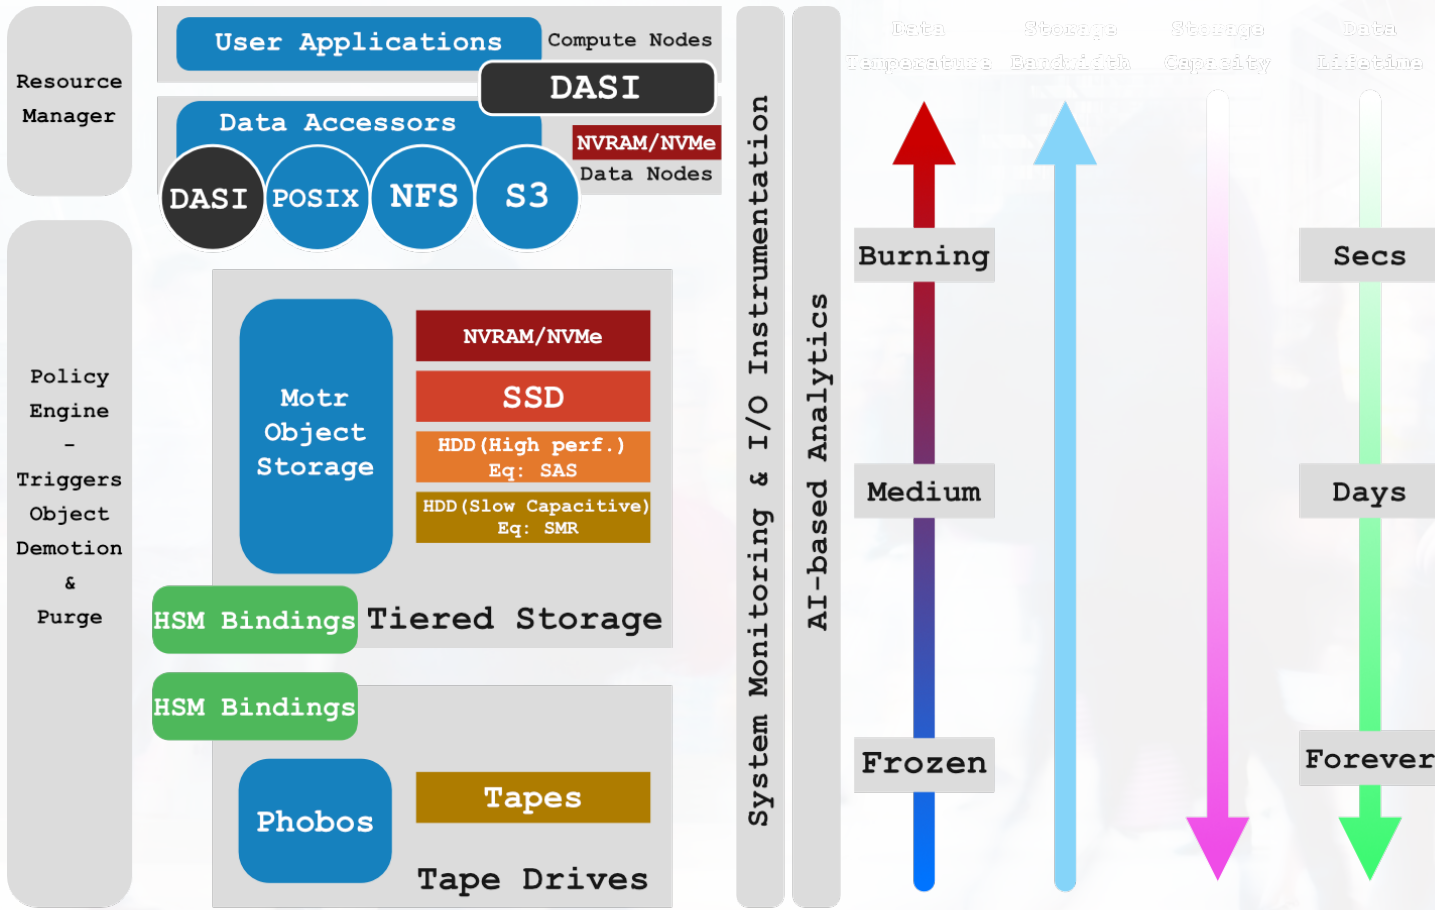 Resource
Manager
User Applications
Compute Nodes
DASI
Data Accessors
NVRAM/NVMe
Data Nodes
DASI
POSIX
NFS
S3
Policy
Engine
–
Triggers
Object
Demotion
&
Purge
Motr
Object
Storage
NVRAM/NVMe
SSD
HDD(High perf.)
Eq: SAS
HDD(Slow Capacitive)
Eq: SMR
HSM Bindings
Tiered Storage
HSM Bindings
Phobos
Tapes
Tape Drives
System Monitoring & I/O Instrumentation
AI-based Analytics
Data
Temperature
Storage
Bandwidth
Storage
Capacity
Data
Lifetime
Burning
Medium
Frozen
Secs
Days
Forever